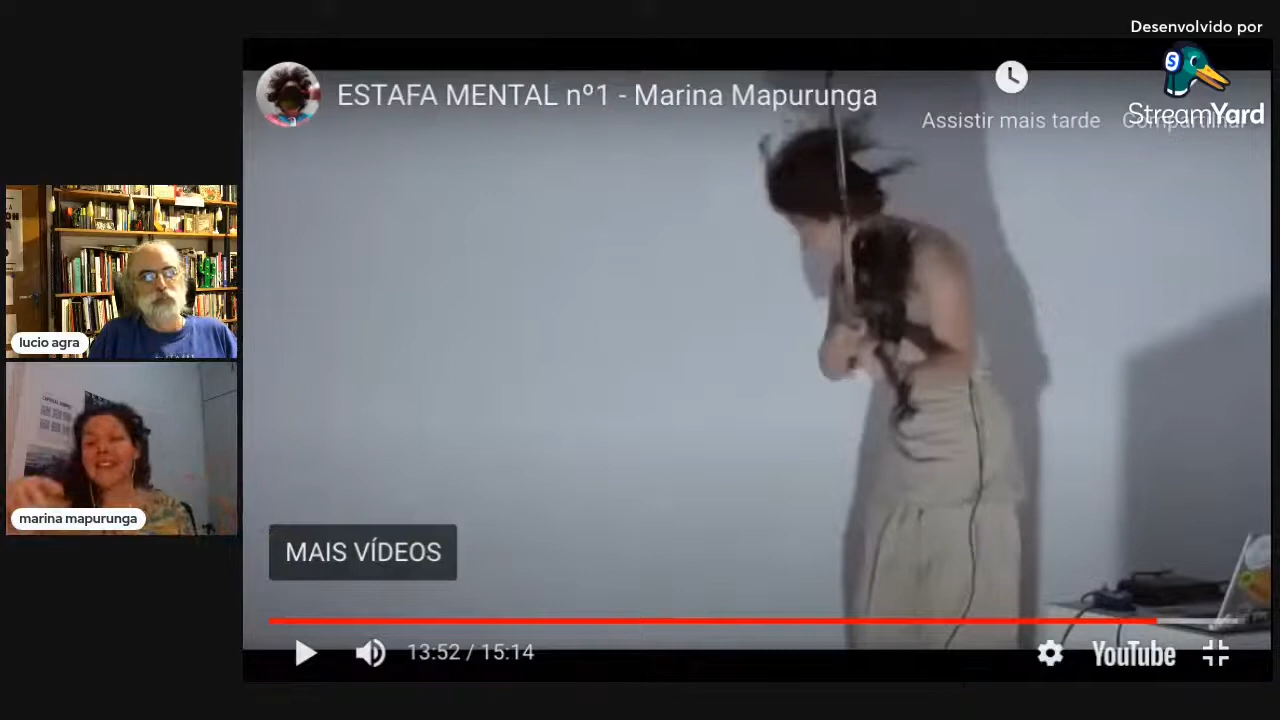 Desenvolvido por
StreamYard
ESTAFA MENTAL nº1 - Marina Mapurunga
Assistir mais tarde
Compartilhar
lucio agra
marina mapurunga
MAIS VÍDEOS
13:52 / 15:14
YouTube